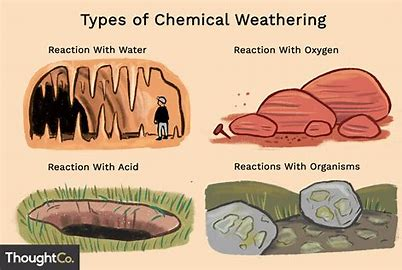 Types of Chemical Weathering
Reaction With Water
Reaction With Oxygen
Reaction With Acid
Reactions With Organisms
ThoughtCo.